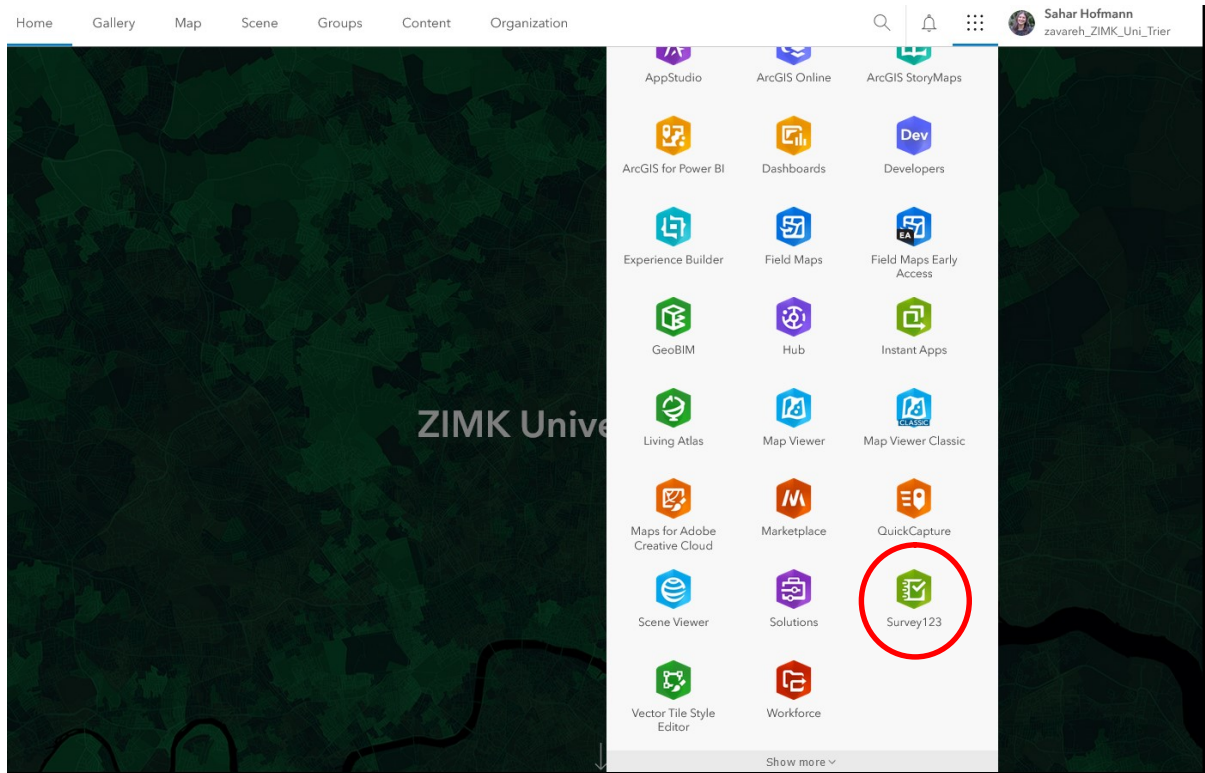 Home Gallery Map Scene Groups Content Organization
Sahar Hofmann
zavareh_ZIMK_Uni_Trier
AppStudio ArcGIS Online ArcGIS StoryMaps
Dev
ArcGIS for Power BI Dashboards Developers
EA
Experience Builder Field Maps Field Maps Early
Access
GeoBIM Hub Instant Apps
ZIMK Unive
CLASSIC
Living Atlas Map Viewer Map Viewer Classic
Maps for Adobe Marketplace QuickCapture
Creative Cloud
Scene Viewer Solutions Survey123
Vector Tile Style Workforce
Editor
Show more